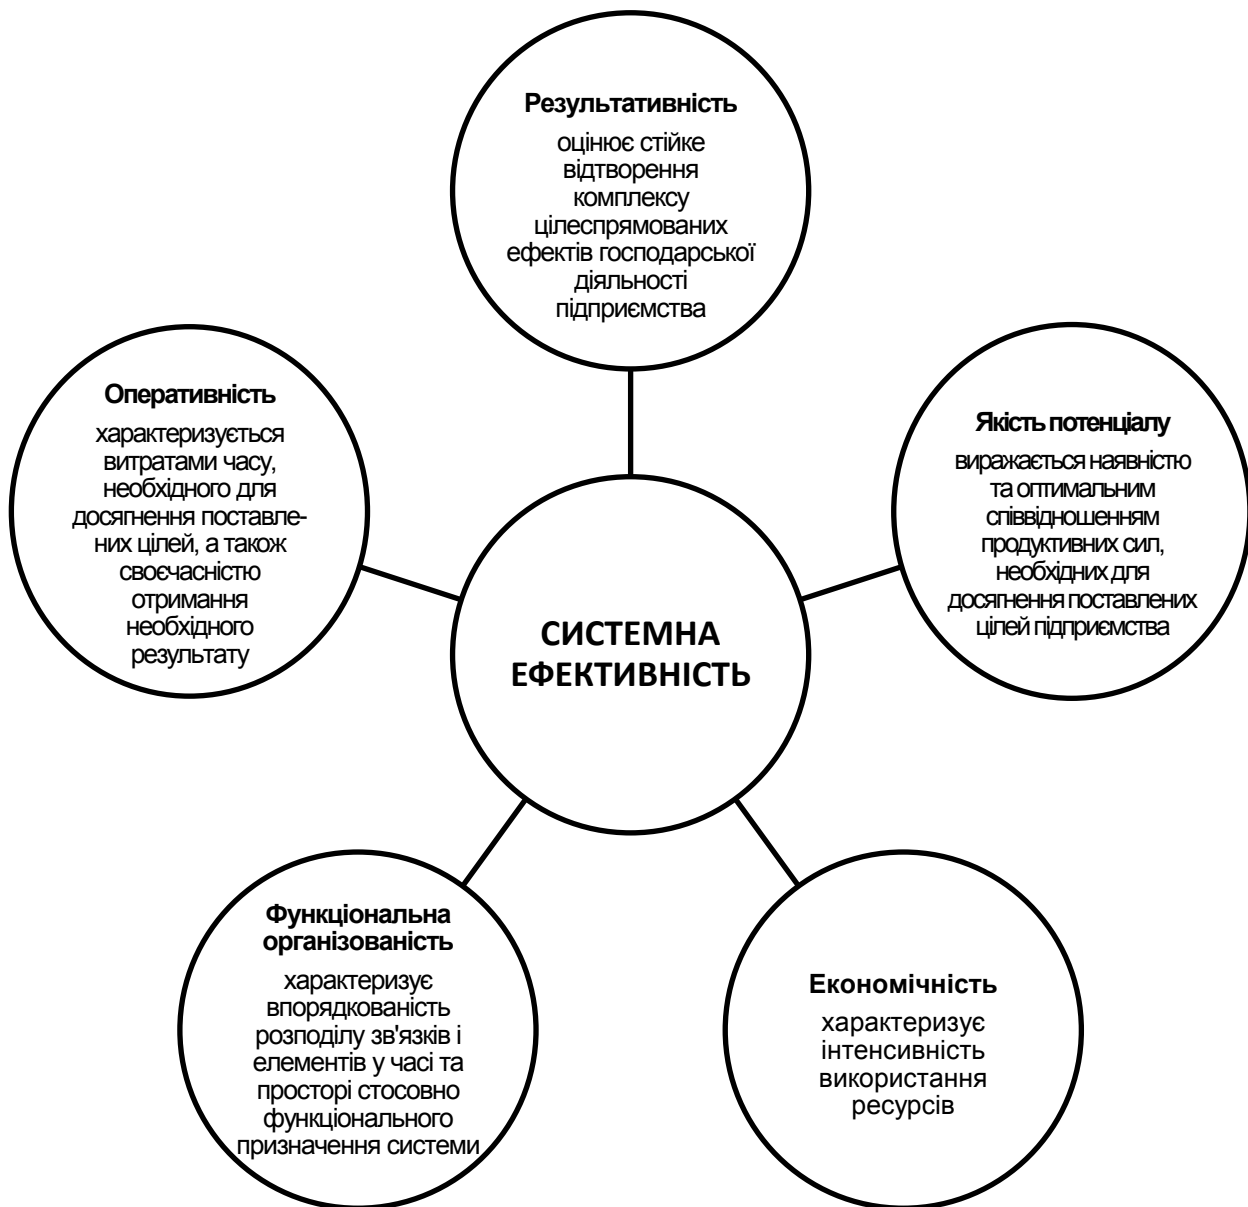 Результативність
оцінює стійке
відтворення
комплексу
цілеспрямованих
ефектів господарської
діяльності
підприємства
Оперативність
характеризується
витратами часу,
необхідного для
досягнення поставле-
них цілей, а також
своєчасністю
отримання
необхідного
результату
Якість потенціалу
виражається наявністю
та оптимальним
співвідношенням
продуктивних сил,
необхідних для
досягнення поставлених
цілей підприємства
СИСТЕМНА
ЕФЕКТИВНІСТЬ
Функціональна
організованість
характеризує
впорядкованість
розподілу зв'язків і
елементів у часі та
просторі стосовно
функціонального
призначення системи
Економічність
характеризує
інтенсивність
використання
ресурсів